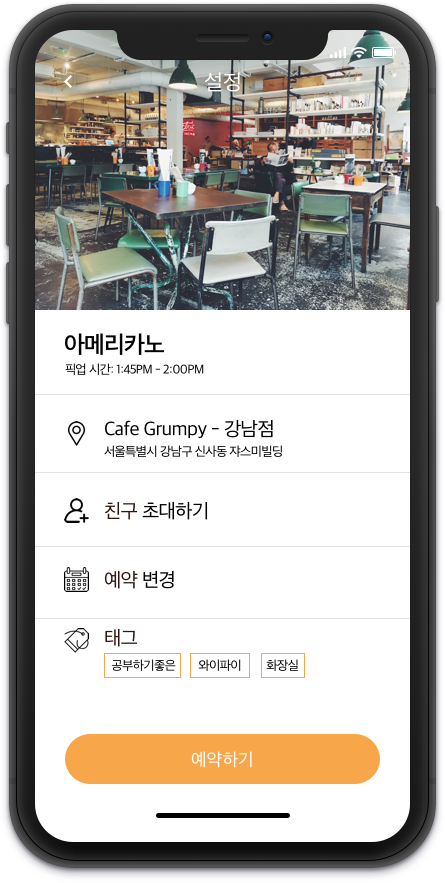 설정
아메리카노
픽업 시간: 1:45PM - 2:00PM
Cafe Grumpy - 강남점
서울특별시 강남구 신사동 쟈스미빌딩
친구 초대하기
예약 변경
태그
공부하기좋은 와이파이 화장실
예약하기